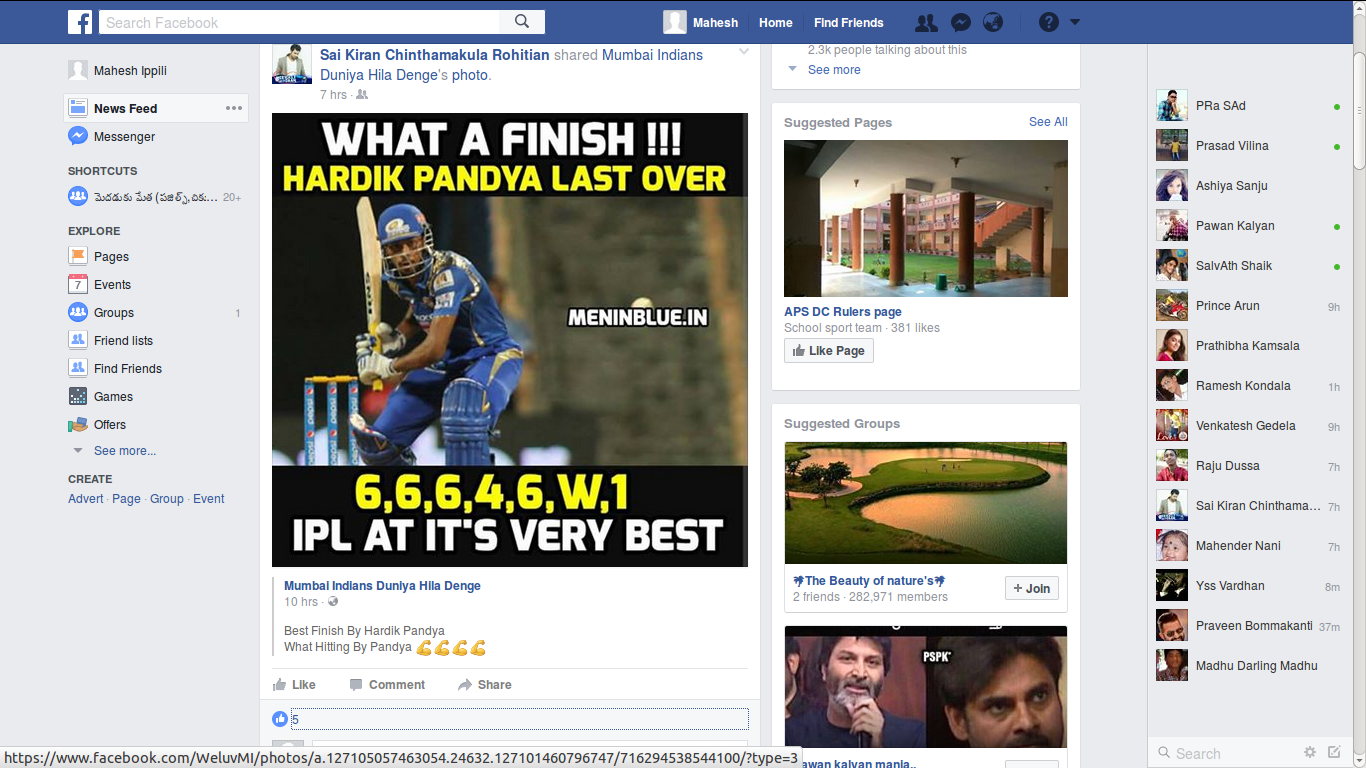 Search Facebook
Mahesh
Home
Find Friends
Mahesh Ippili
News Feed
Messenger
SHORTCUTS
మెదడుకు మేత (పజిల్స్,చిక్కు... 20+
EXPLORE
Pages
7
Events
Groups 1
Friend lists
Find Friends
Games
Offers
See more...
CREATE
Advert · Page · Group · Event
Sai Kiran Chinthamakula Rohitian shared Mumbai Indians
Duniya Hila Denge's photo.
7 hrs ·
WHAT A FINISH !!!
HARDIK PANDYA LAST OVER
MENINBLUE.IN
pepsi
pepsi
pepsi
6,6,6,4,6,W,1
IPL AT IT'S VERY BEST
Mumbai Indians Duniya Hila Denge
10 hrs ·
Best Finish By Hardik Pandya
What Hitting By Pandya 💪💪💪💪
Like
Comment
Share
5
2.3k people talking about this
See more
Suggested Pages
See All
APS DC Rulers page
School sport team · 381 likes
Like Page
Suggested Groups
🌴The Beauty of nature's🌴
2 friends · 282,971 members
+ Join
PSPK
awan kalyan mania..
PRa SAd
Prasad Vilina
Ashiya Sanju
Pawan Kalyan
SalvAth Shaik
Prince Arun 9h
Prathibha Kamsala
Ramesh Kondala 1h
Venkatesh Gedela 9h
Raju Dussa 7h
Sai Kiran Chinthama... 7h
Mahender Nani 7h
Yss Vardhan 8m
Praveen Bommakanti 37m
Madhu Darling Madhu
Search
https://www.facebook.com/WeluvMI/photos/a.127105057463054.24632.127101460796747/716294538544100/?type=3